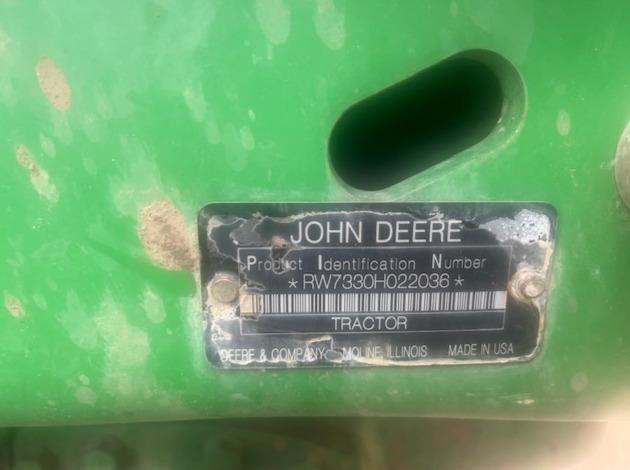 JOHN DEERE
Product Identification Number
*RW7330H022036*
TRACTOR
DEERE & COMPANY MOLINE, ILLINOIS MADE IN USA